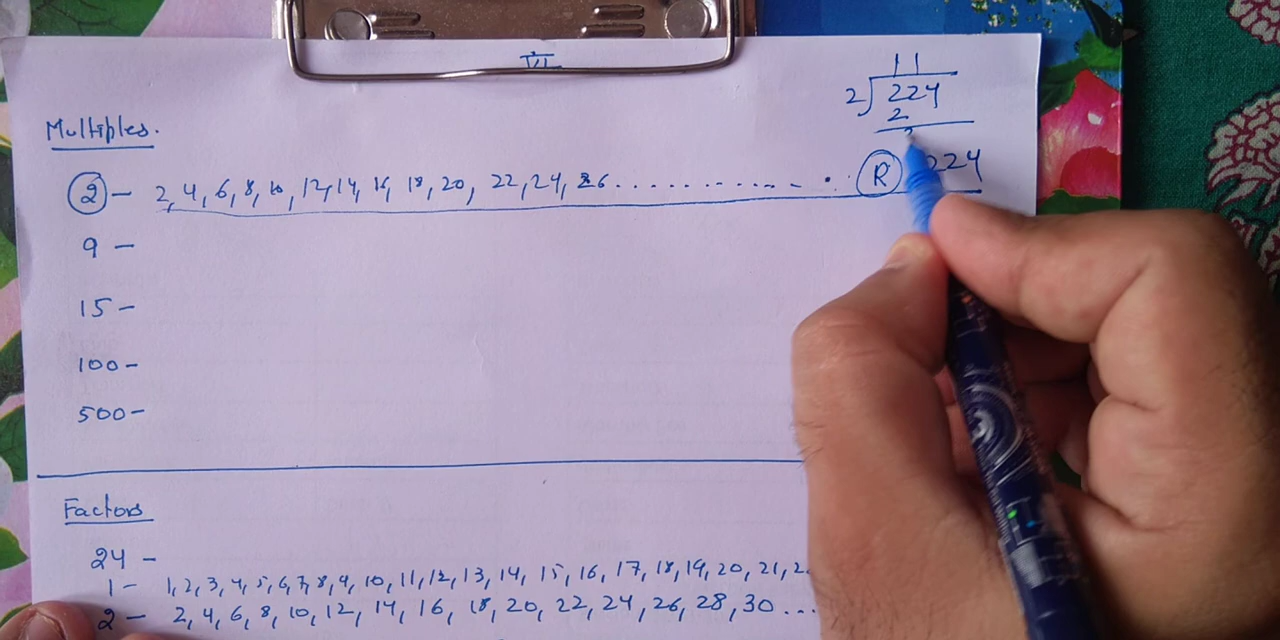 VI
11
2 224
2
2
Multiples.
R 224
2 - 2, 4, 6, 8, 10, 12, 14, 16, 18, 20, 22, 24, 26..............
9 -
15 -
100 -
500 -
Factors
24 -
1 - 1, 2, 3, 4, 5, 6, 7, 8, 9, 10, 11, 12, 13, 14, 15, 16, 17, 18, 19, 20, 21,
2 - 2, 4, 6, 8, 10, 12, 14, 16, 18, 20, 22, 24, 26, 28, 30...